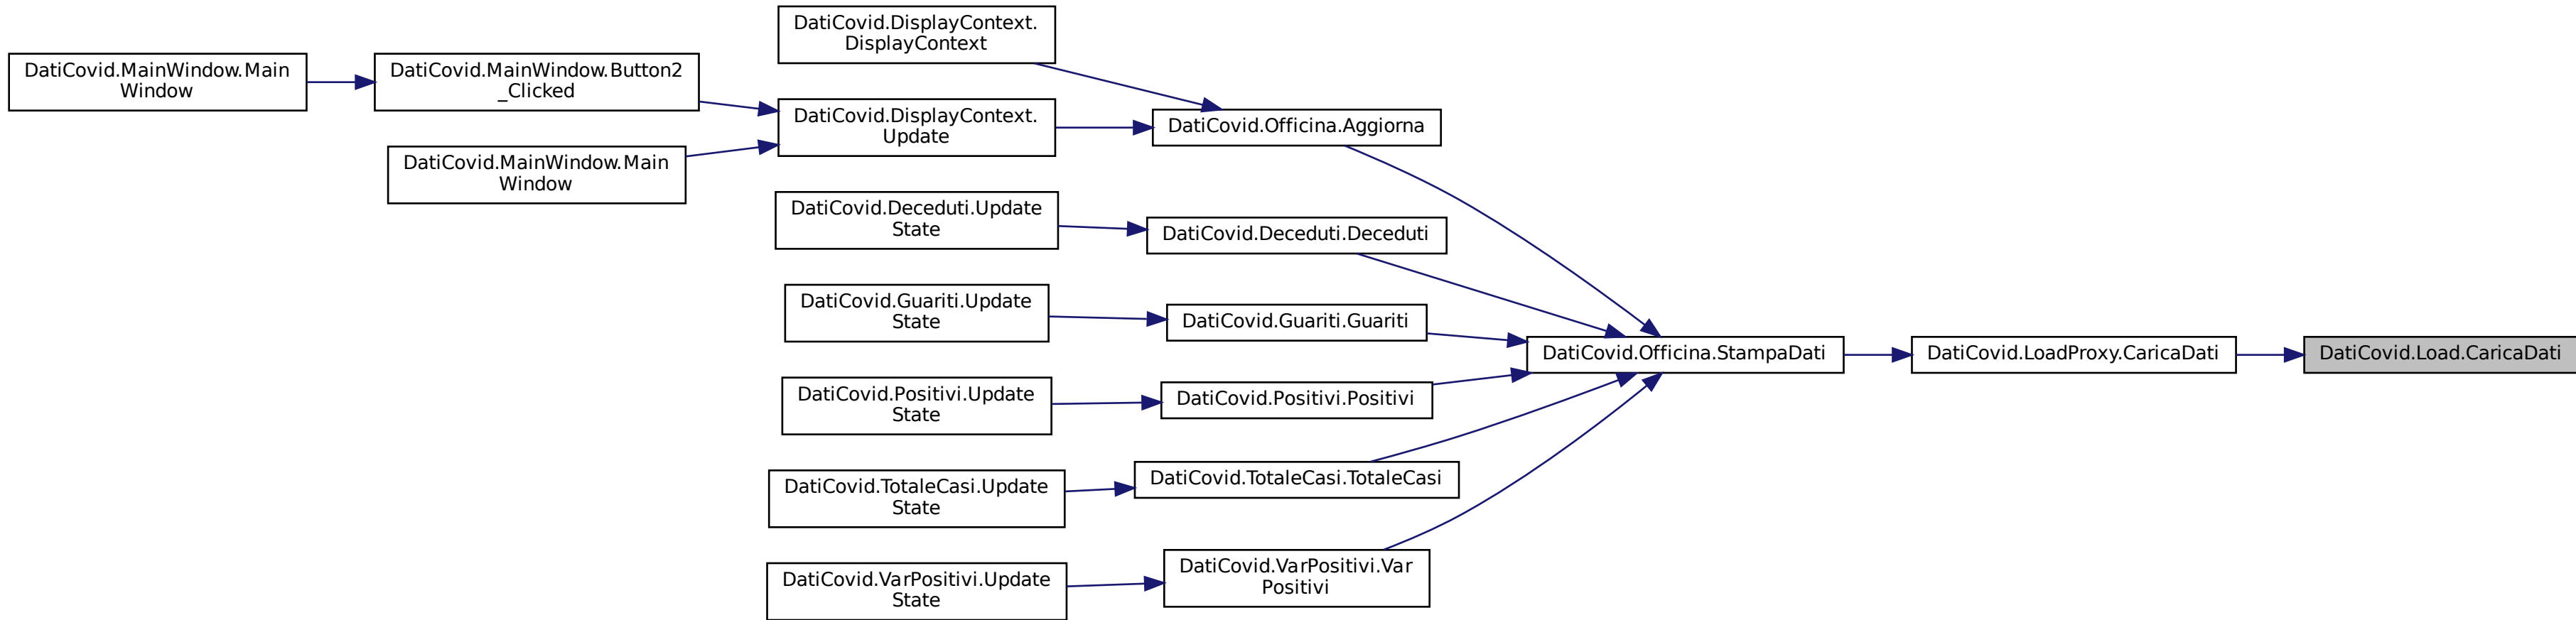 DatiCovid.MainWindow.Main
Window
DatiCovid.MainWindow.Button2
_Clicked
DatiCovid.MainWindow.Main
Window
DatiCovid.DisplayContext.
DisplayContext
DatiCovid.DisplayContext.
Update
DatiCovid.Deceduti.Update
State
DatiCovid.Guariti.Update
State
DatiCovid.Positivi.Update
State
DatiCovid.TotaleCasi.Update
State
DatiCovid.VarPositivi.Update
State
DatiCovid.Officina.Aggiorna
DatiCovid.Deceduti.Deceduti
DatiCovid.Guariti.Guariti
DatiCovid.Positivi.Positivi
DatiCovid.TotaleCasi.TotaleCasi
DatiCovid.VarPositivi.Var
Positivi
DatiCovid.Officina.StampaDati
DatiCovid.LoadProxy.CaricaDati
DatiCovid.Load.CaricaDati